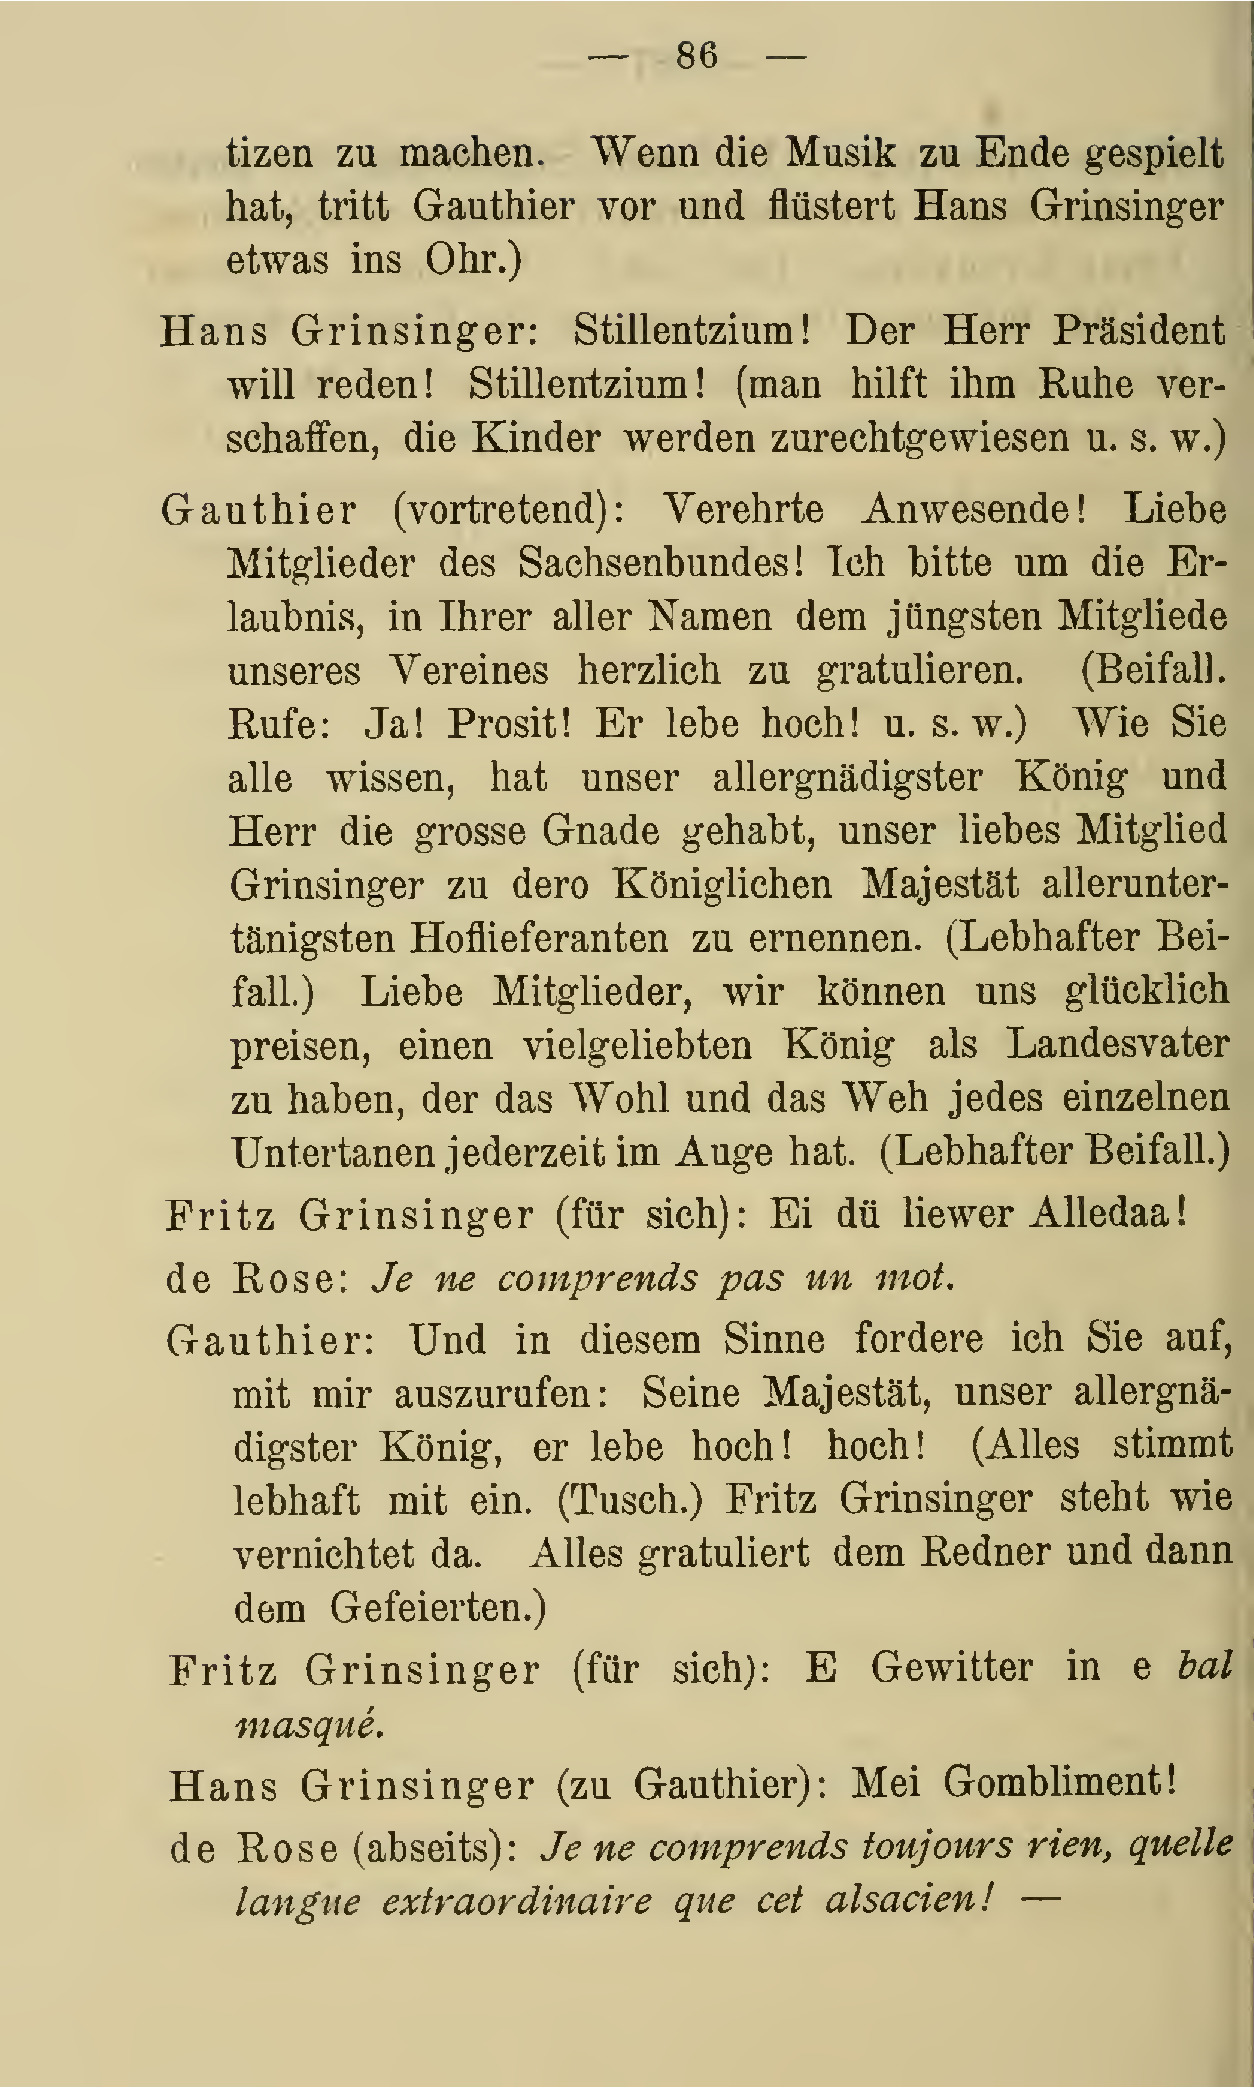 — 86 —
tizen zu machen. Wenn die Musik zu Ende gespielt
hat, tritt Gauthier vor und flüstert Hans Grinsinger
etwas ins Ohr.)
Hans Grinsinger: Stillentzium! Der Herr Präsident
will reden! Stillentzium! (man hilft ihm Ruhe ver-
schaffen, die Kinder werden zurechtgewiesen u. s. w.)
Gauthier (vortretend): Verehrte Anwesende! Liebe
Mitglieder des Sachsenbundes! Ich bitte um die Er-
laubnis, in Ihrer aller Namen dem jüngsten Mitgliede
unseres Vereines herzlich zu gratulieren. (Beifall.
Rufe: Ja! Prosit! Er lebe hoch! u. s. w.) Wie Sie
alle wissen, hat unser allergnädigster König und
Herr die grosse Gnade gehabt, unser liebes Mitglied
Grinsinger zu dero Königlichen Majestät allerunter-
tänigsten Hoflieferanten zu ernennen. (Lebhafter Bei-
fall.) Liebe Mitglieder, wir können uns glücklich
preisen, einen vielgeliebten König als Landesvater
zu haben, der das Wohl und das Weh jedes einzelnen
Untertanen jederzeit im Auge hat. (Lebhafter Beifall.)
Fritz Grinsinger (für sich): Ei dü liewer Alledaa!
de Rose: Je ne comprends pas un mot.
Gauthier: Und in diesem Sinne fordere ich Sie auf,
mit mir auszurufen: Seine Majestät, unser allergnä-
digster König, er lebe hoch! hoch! (Alles stimmt
lebhaft mit ein. (Tusch.) Fritz Grinsinger steht wie
vernichtet da. Alles gratuliert dem Redner und dann
dem Gefeierten.)
Fritz Grinsinger (für sich): E Gewitter in e bal
masqué.
Hans Grinsinger (zu Gauthier): Mei Gombliment!
de Rose (abseits): Je ne comprends toujours rien, quelle
langue extraordinaire que cet alsacien! —